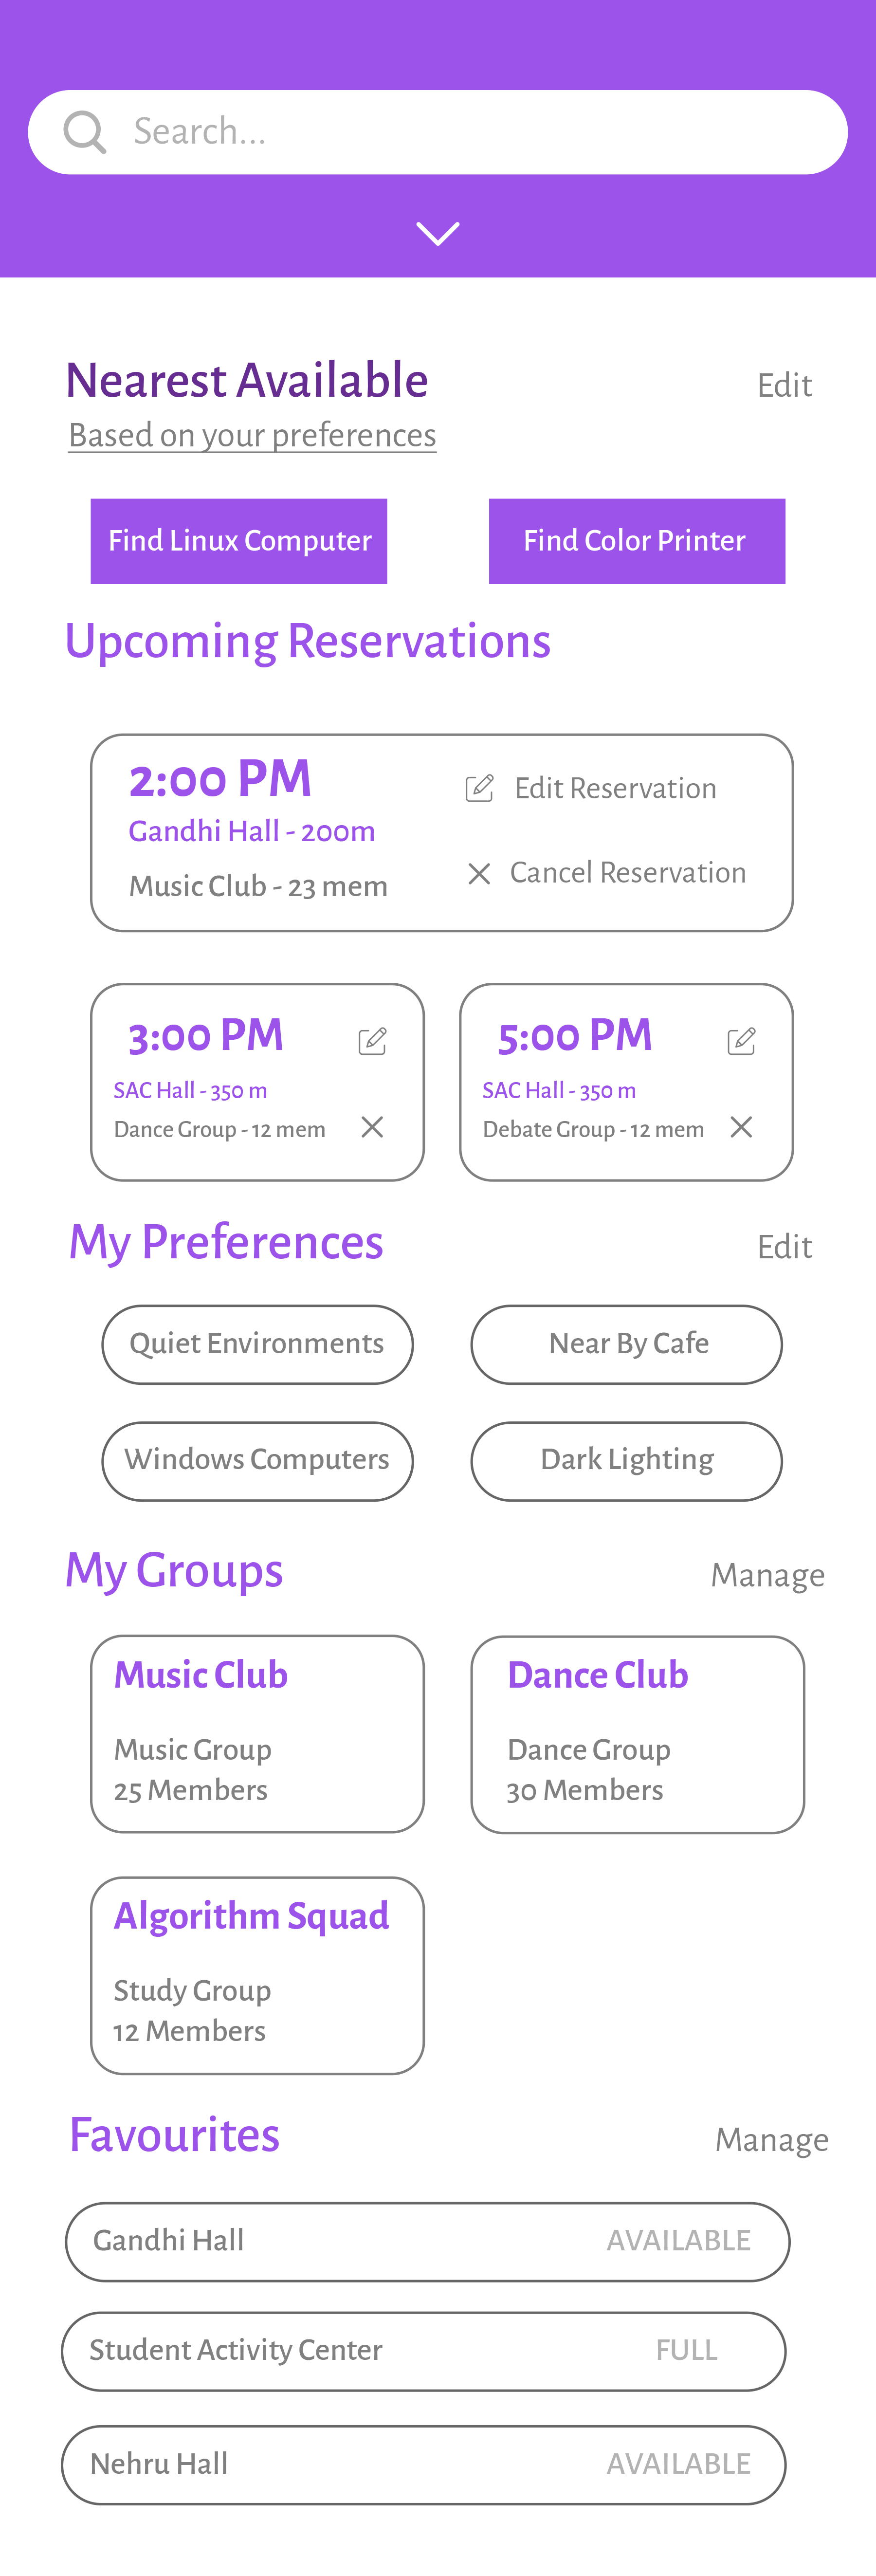 Search...
Nearest Available
Edit
Based on your preferences
Find Linux Computer
Find Color Printer
Upcoming Reservations
2:00 PM
Gandhi Hall - 200m
Music Club - 23 mem
Edit Reservation
Cancel Reservation
3:00 PM
SAC Hall - 350 m
Dance Group - 12 mem
5:00 PM
SAC Hall - 350 m
Debate Group - 12 mem
My Preferences
Edit
Quiet Environments
Near By Cafe
Windows Computers
Dark Lighting
My Groups
Manage
Music Club
Music Group
25 Members
Dance Club
Dance Group
30 Members
Algorithm Squad
Study Group
12 Members
Favourites
Manage
Gandhi Hall
AVAILABLE
Student Activity Center
FULL
Nehru Hall
AVAILABLE